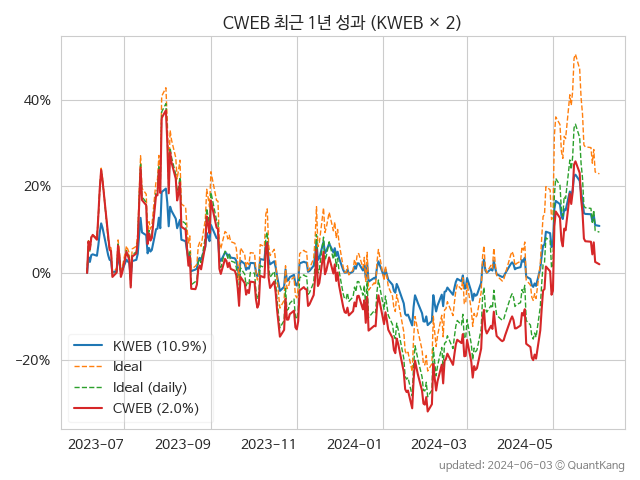 CWEB 최근 1년 성과 (KWEB × 2)
40%
20%
0%
−20%
KWEB (10.9%)
Ideal
Ideal (daily)
CWEB (2.0%)
2023-07 2023-09 2023-11 2024-01 2024-03 2024-05
updated: 2024-06-03 © QuantKang